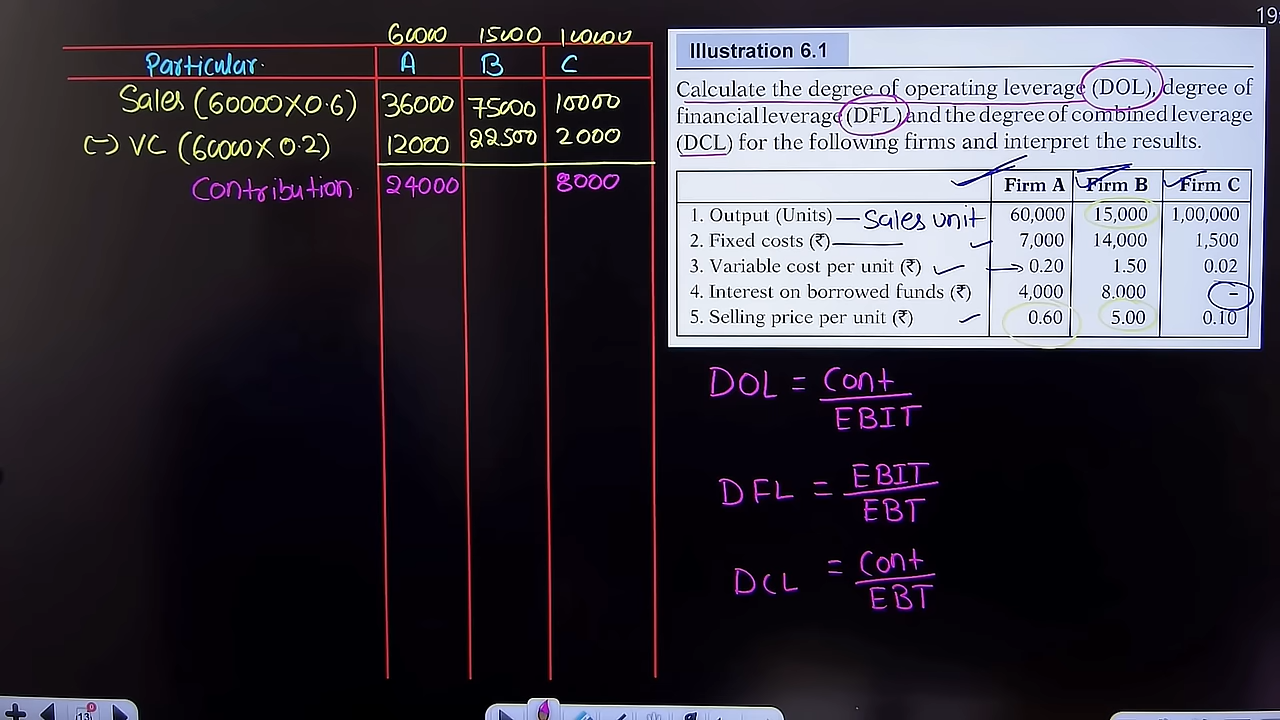 19
60000 15000 100000
Particular. A B C
Sales (60000X0.6) 36000 75000 10000
(-) VC (60000X0.2) 12000 22500 2000
Contribution 24000 8000
Illustration 6.1
Calculate the degree of operating leverage (DOL), degree of
financial leverage (DFL) and the degree of combined leverage
(DCL) for the following firms and interpret the results.
Firm A Firm B Firm C
1. Output (Units) — Sales unit 60,000 15,000 1,00,000
2. Fixed costs (₹) 7,000 14,000 1,500
3. Variable cost per unit (₹) 0.20 1.50 0.02
4. Interest on borrowed funds (₹) 4,000 8.000 –
5. Selling price per unit (₹) 0.60 5.00 0.10
DOL = Cont
EBIT
DFL = EBIT
EBT
DCL = Cont
EBT
13